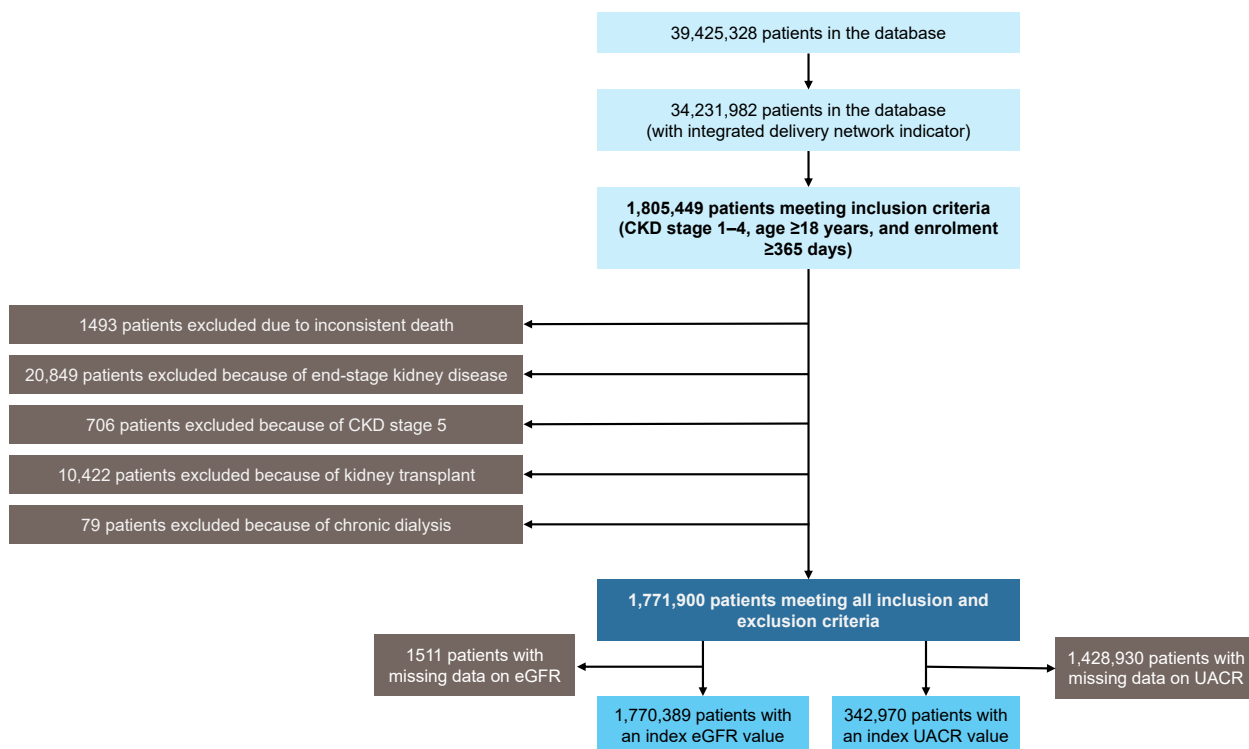 39,425,328 patients in the database
34,231,982 patients in the database
(with integrated delivery network indicator)
1,805,449 patients meeting inclusion criteria
(CKD stage 1–4, age ≥18 years, and enrolment
≥365 days)
1493 patients excluded due to inconsistent death
20,849 patients excluded because of end-stage kidney disease
706 patients excluded because of CKD stage 5
10,422 patients excluded because of kidney transplant
79 patients excluded because of chronic dialysis
1,771,900 patients meeting all inclusion and
exclusion criteria
1511 patients with
missing data on eGFR
1,428,930 patients with
missing data on UACR
1,770,389 patients with
an index eGFR value
342,970 patients with
an index UACR value